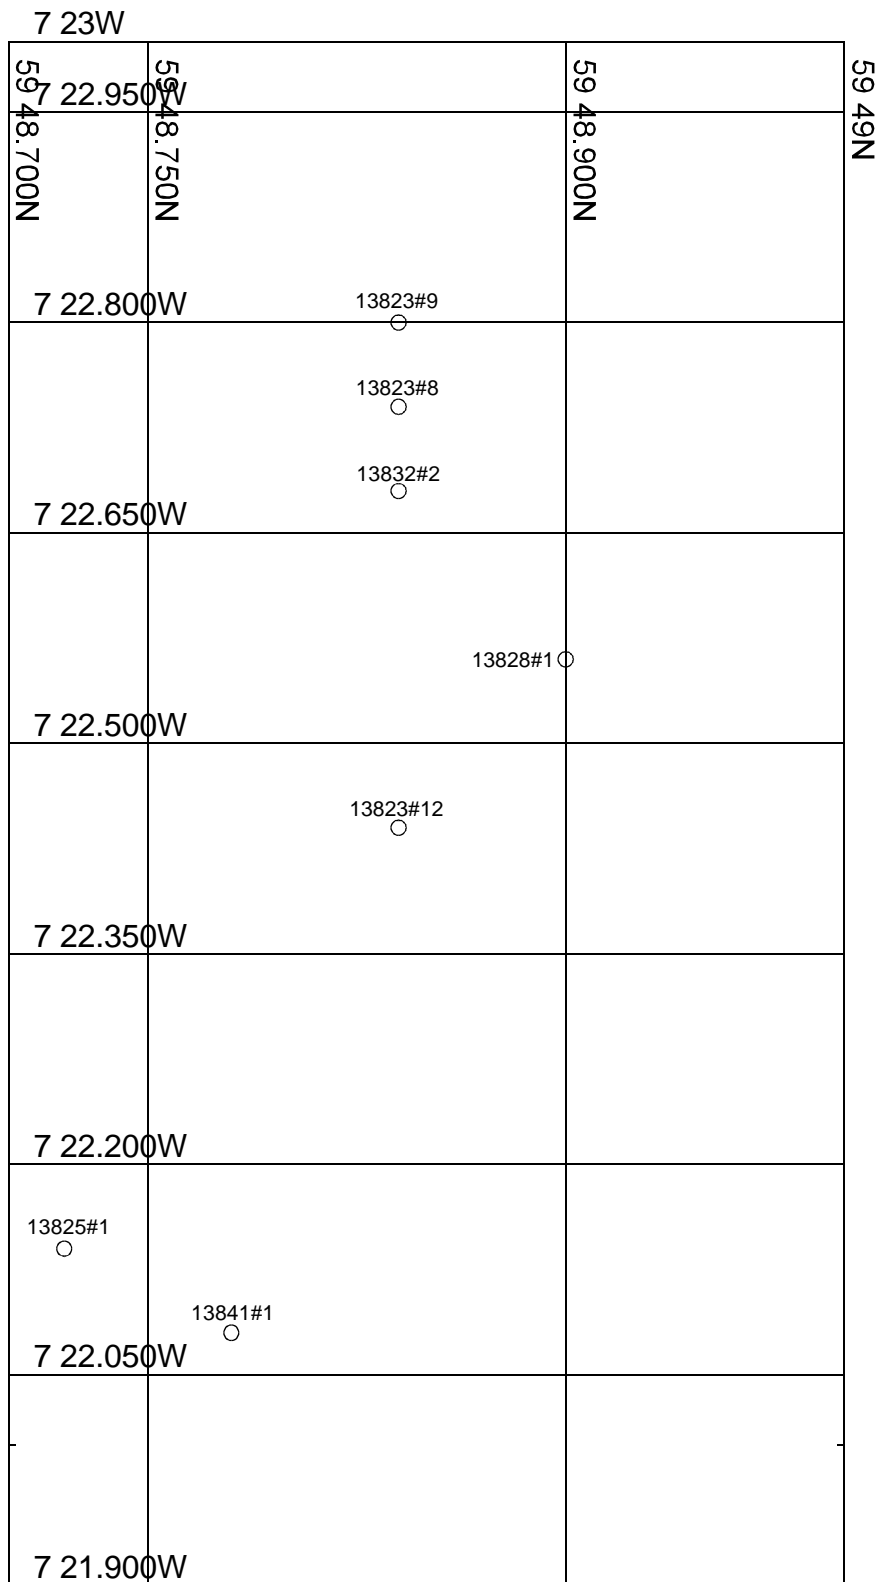 7 23W
59 48.700N
59 48.750N
59 48.900N
59 49N
7 22.950W
7 22.800W
13823#9
13823#8
13832#2
7 22.650W
13828#1
7 22.500W
13823#12
7 22.350W
7 22.200W
13825#1
13841#1
7 22.050W
7 21.900W